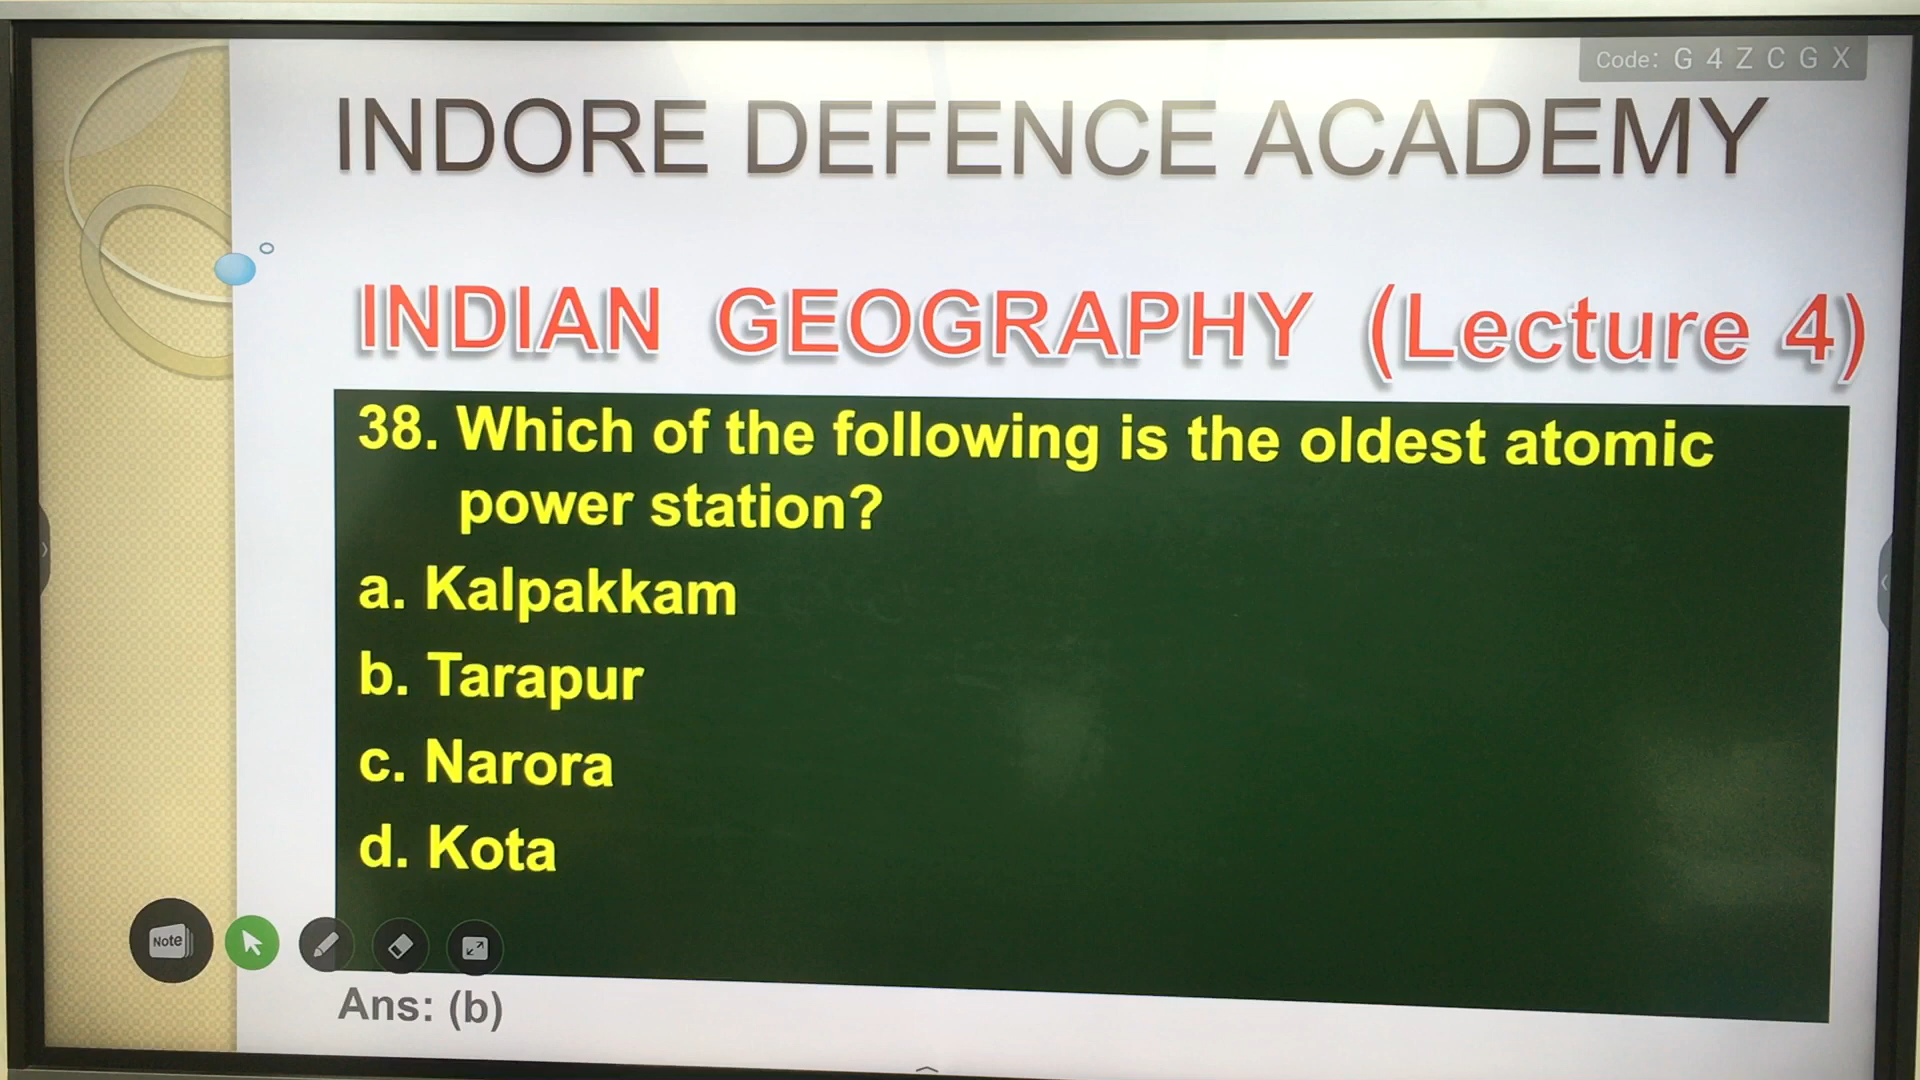 Code: G 4 Z C G X
INDORE DEFENCE ACADEMY
INDIAN GEOGRAPHY (Lecture 4)
38. Which of the following is the oldest atomic
power station?
a. Kalpakkam
b. Tarapur
c. Narora
d. Kota
Note
Ans: (b)